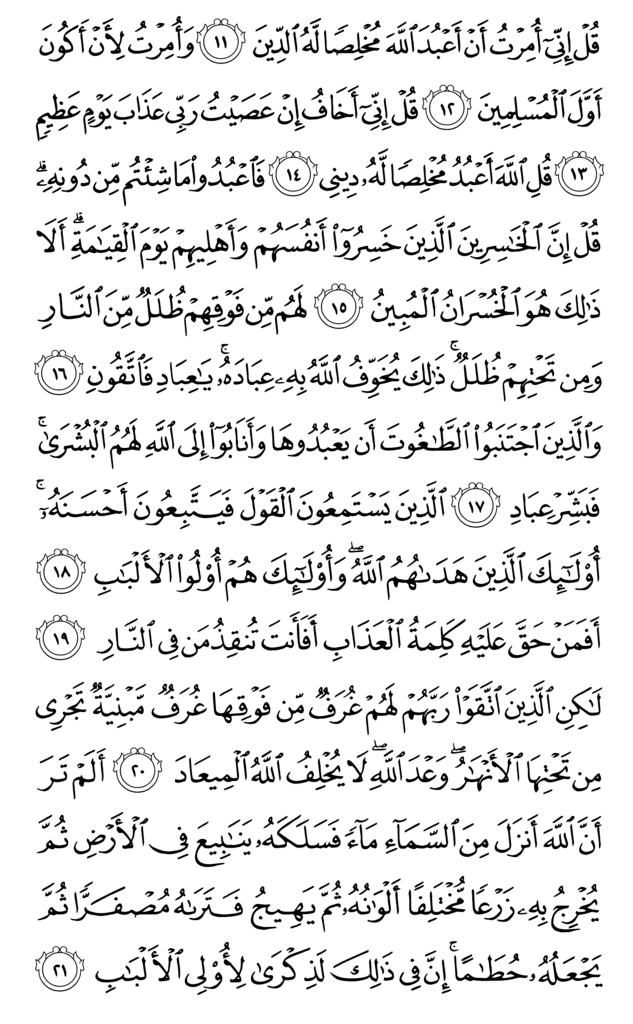 قُلْ إِنِّىٓ أُمِرْتُ أَنْ أَعْبُدَ ٱللَّهَ مُخْلِصًا لَّهُ ٱلدِّينَ ١١ وَأُمِرْتُ لِأَنْ أَكُونَ
أَوَّلَ ٱلْمُسْلِمِينَ ١٢ قُلْ إِنِّىٓ أَخَافُ إِنْ عَصَيْتُ رَبِّى عَذَابَ يَوْمٍ عَظِيمٍ
١٣ قُلِ ٱللَّهَ أَعْبُدُ مُخْلِصًا لَّهُۥ دِينِى ١٤ فَٱعْبُدُوا۟ مَا شِئْتُم مِّن دُونِهِۦۗ
قُلْ إِنَّ ٱلْخَٰسِرِينَ ٱلَّذِينَ خَسِرُوٓا۟ أَنفُسَهُمْ وَأَهْلِيهِمْ يَوْمَ ٱلْقِيَٰمَةِۗ أَلَا
ذَٰلِكَ هُوَ ٱلْخُسْرَانُ ٱلْمُبِينُ ١٥ لَهُم مِّن فَوْقِهِمْ ظُلَلٌ مِّنَ ٱلنَّارِ
وَمِن تَحْتِهِمْ ظُلَلٌۚ ذَٰلِكَ يُخَوِّفُ ٱللَّهُ بِهِۦ عِبَادَهُۥۚ يَٰعِبَادِ فَٱتَّقُونِ ١٦
وَٱلَّذِينَ ٱجْتَنَبُوا۟ ٱلطَّٰغُوتَ أَن يَعْبُدُوهَا وَأَنَابُوٓا۟ إِلَى ٱللَّهِ لَهُمُ ٱلْبُشْرَىٰۚ
فَبَشِّرْ عِبَادِ ١٧ ٱلَّذِينَ يَسْتَمِعُونَ ٱلْقَوْلَ فَيَتَّبِعُونَ أَحْسَنَهُۥٓۚ
أُو۟لَٰٓئِكَ ٱلَّذِينَ هَدَىٰهُمُ ٱللَّهُۖ وَأُو۟لَٰٓئِكَ هُمْ أُو۟لُوا۟ ٱلْأَلْبَٰبِ ١٨
أَفَمَنْ حَقَّ عَلَيْهِ كَلِمَةُ ٱلْعَذَابِ أَفَأَنتَ تُنقِذُ مَن فِى ٱلنَّارِ ١٩
لَٰكِنِ ٱلَّذِينَ ٱتَّقَوْا۟ رَبَّهُمْ لَهُمْ غُرَفٌ مِّن فَوْقِهَا غُرَفٌ مَّبْنِيَّةٌ تَجْرِى
مِن تَحْتِهَا ٱلْأَنْهَٰرُۖ وَعْدَ ٱللَّهِۖ لَا يُخْلِفُ ٱللَّهُ ٱلْمِيعَادَ ٢٠ أَلَمْ تَرَ
أَنَّ ٱللَّهَ أَنزَلَ مِنَ ٱلسَّمَآءِ مَآءً فَسَلَكَهُۥ يَنَٰبِيعَ فِى ٱلْأَرْضِ ثُمَّ
يُخْرِجُ بِهِۦ زَرْعًا مُّخْتَلِفًا أَلْوَٰنُهُۥ ثُمَّ يَهِيجُ فَتَرَىٰهُ مُصْفَرًّا ثُمَّ
يَجْعَلُهُۥ حُطَٰمًاۚ إِنَّ فِى ذَٰلِكَ لَذِكْرَىٰ لِأُو۟لِى ٱلْأَلْبَٰبِ ٢١